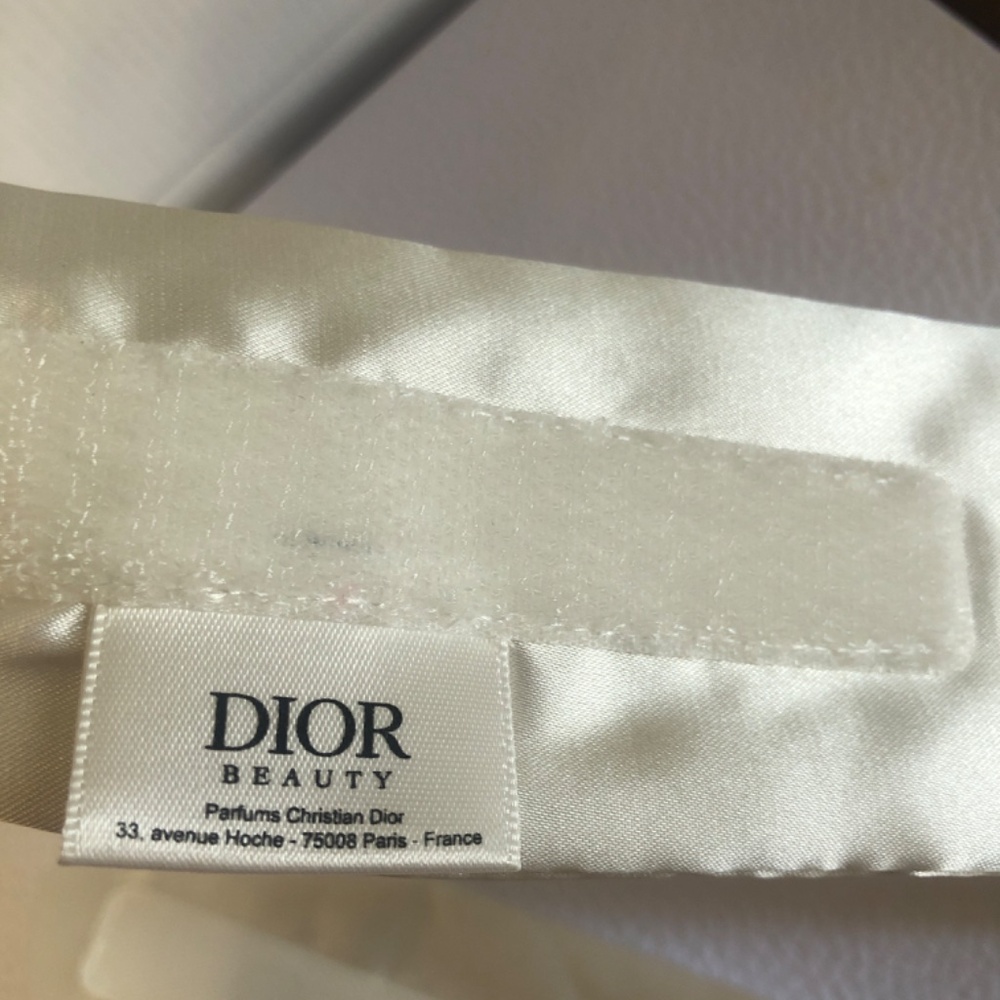 DIOR
BEAUTY
Parfums Christian Dior
33, avenue Hoche - 75008 Paris - France